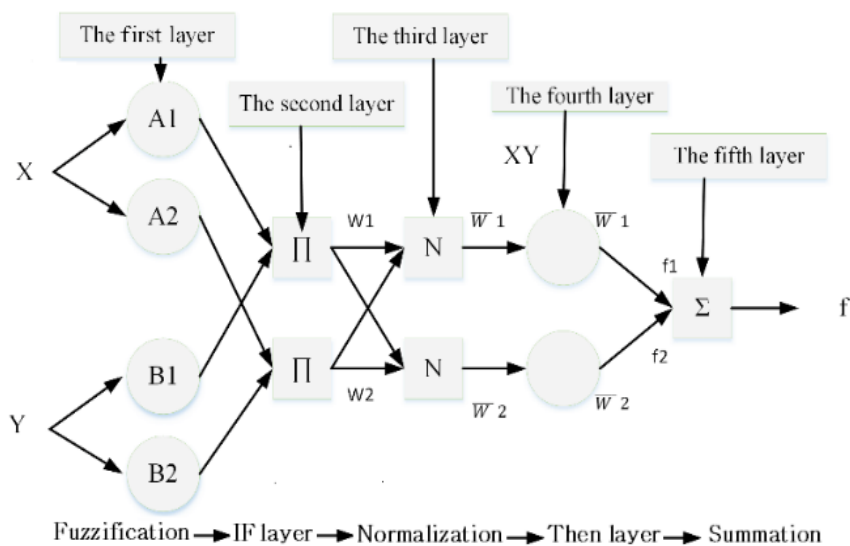 The first layer
The third layer
The second layer
The fourth layer
The fifth layer
X
A1
A2
XY
∏
W1
N
W̅ 1
W̅ 1
f1
Σ
f
B1
∏
W2
N
W̅ 2
W̅ 2
f2
Y
B2
Fuzzification → IF layer → Normalization → Then layer → Summation